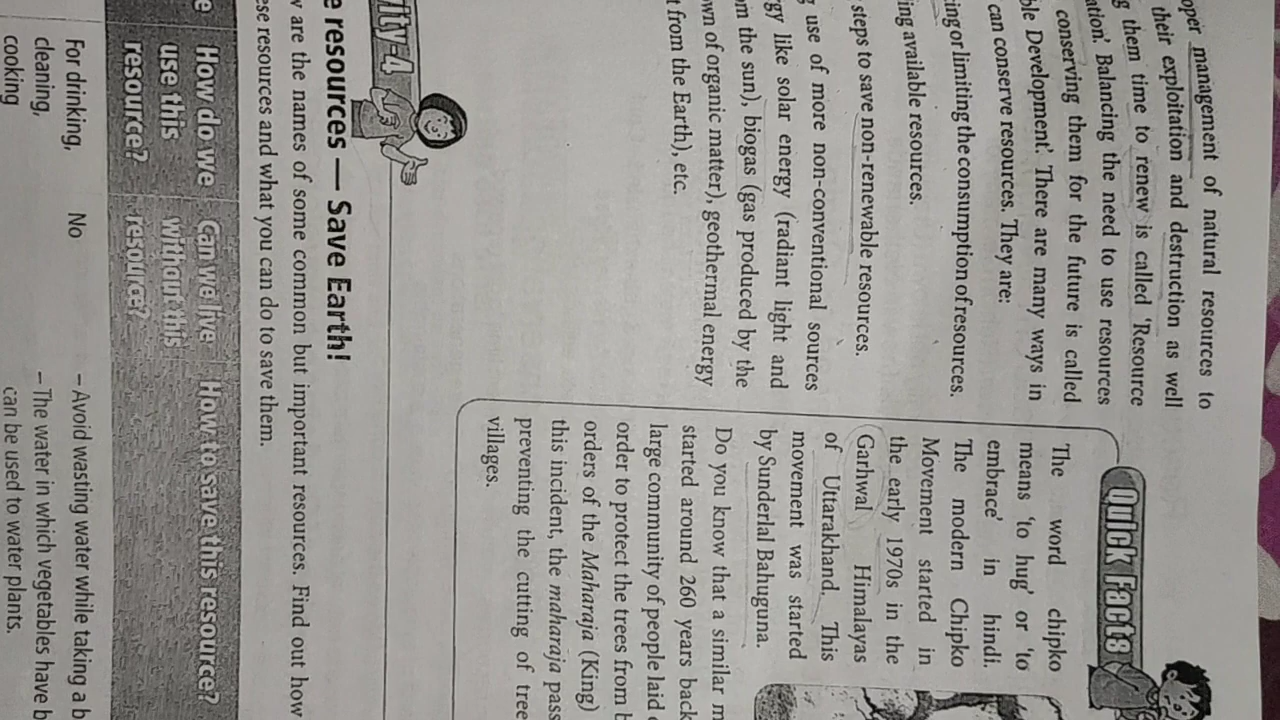 management of natural resources to
their exploitation and destruction as well
them time to renew is called 'Resource
Balancing the need to use resources
conserving them for the future is called
Development.' There are many ways in
can conserve resources. They are:
or limiting the consumption of resources.
available resources.
steps to save non-renewable resources.
use of more non-conventional sources
like solar energy (radiant light and
the sun), biogas (gas produced by the
of organic matter), geothermal energy
from the Earth), etc.
Quick Facts
The word chipko
means 'to hug' or 'to
embrace' in hindi.
The modern Chipko
Movement started in
the early 1970s in the
Garhwal Himalayas
of Uttarakhand. This
movement was started
by Sunderlal Bahuguna.
Do you know that a similar
started around 260 years back
large community of people laid
order to protect the trees from
orders of the Maharaja (King)
this incident, the maharaja
preventing the cutting of
villages.
4
resources — Save Earth!
are the names of some common but important resources. Find out how
resources and what you can do to save them.
How do we
use this
resource?
Can we live
without this
resource?
How to save this resource?
For drinking,
cleaning,
cooking
No
– Avoid wasting water while taking a
– The water in which vegetables have
can be used to water plants.